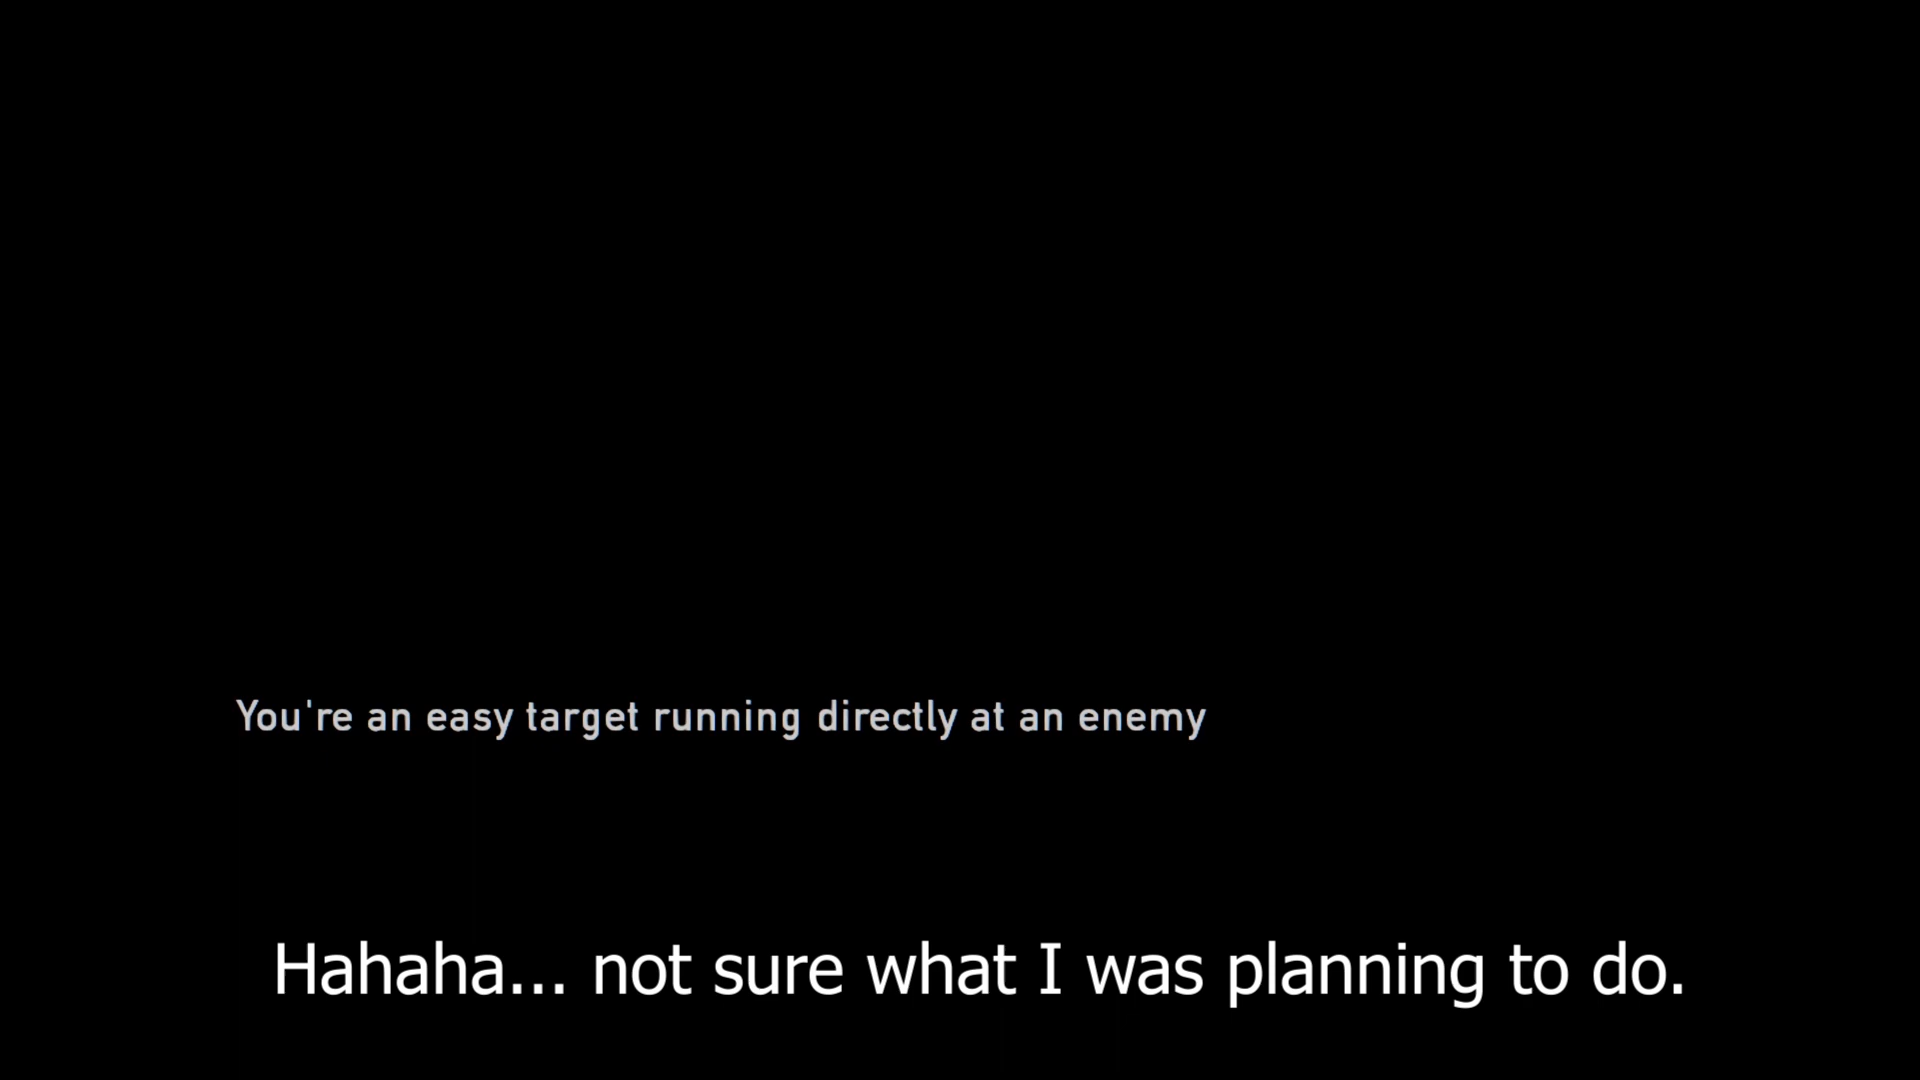 You're an easy target running directly at an enemy
Hahaha... not sure what I was planning to do.